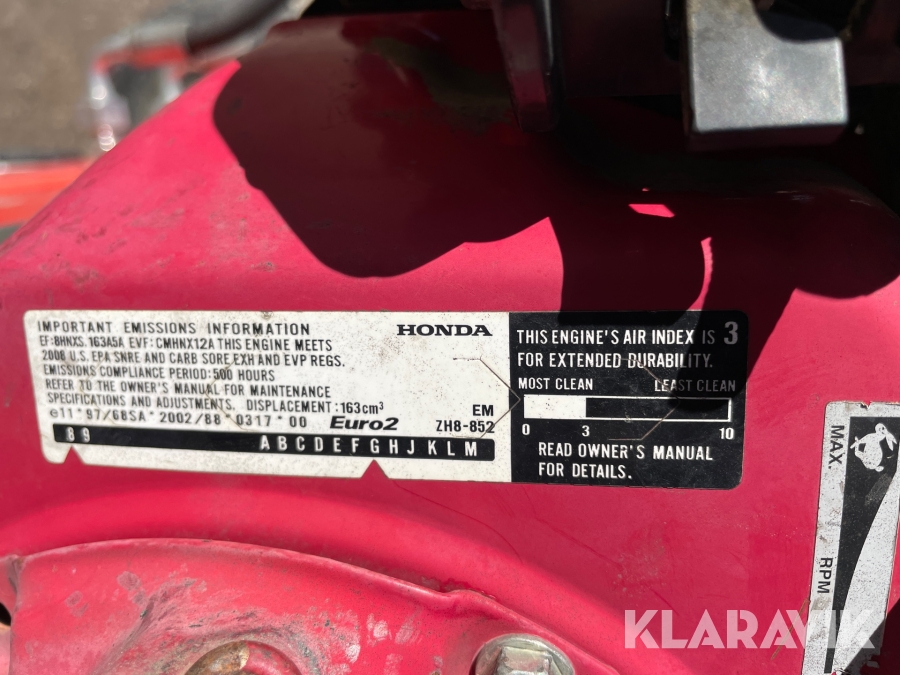 IMPORTANT EMISSIONS INFORMATION
HONDA
EF:8HNXS.163A5A EVF:CMHNX12A THIS ENGINE MEETS
2008 U.S. EPA SNRE AND CARB SORE.EXH AND EVP REGS.
EMISSIONS COMPLIANCE PERIOD:500 HOURS
REFER TO THE OWNER'S MANUAL FOR MAINTENANCE
SPECIFICATIONS AND ADJUSTMENTS. DISPLACEMENT:163cm³
EM
e11*97/68SA*2002/88*0317*00 Euro2 ZH8-852
8 9 A B C D E F G H J K L M
THIS ENGINE'S AIR INDEX IS 3
FOR EXTENDED DURABILITY.
MOST CLEAN LEAST CLEAN
0 3 10
READ OWNER'S MANUAL
FOR DETAILS.
MAX.
RPM
KLARAVIK